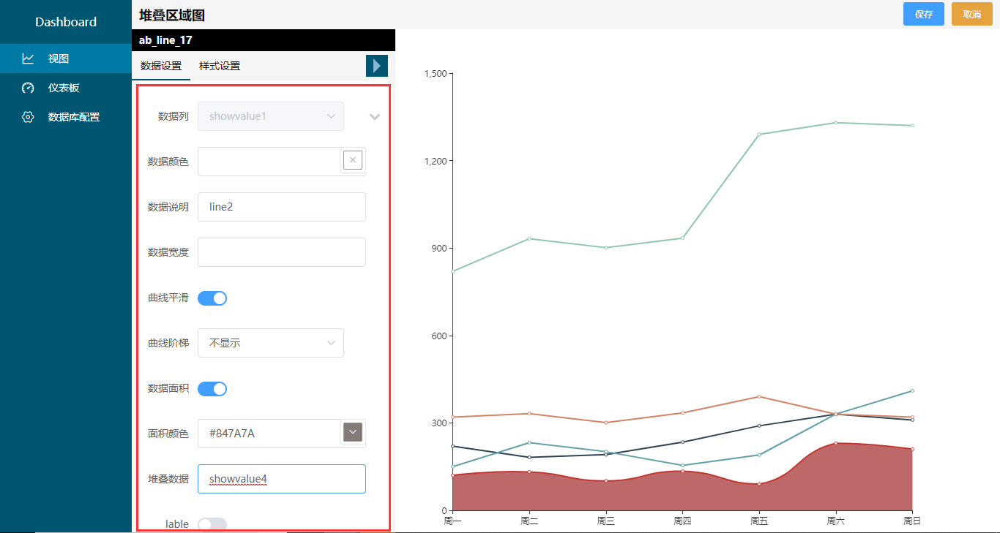 Dashboard
视图
仪表板
数据库配置
堆叠区域图
保存
取消
ab_line_17
数据设置
样式设置
数据列
showvalue1
数据颜色
数据说明
line2
数据宽度
曲线平滑
曲线阶梯
不显示
数据面积
面积颜色
#847A7A
堆叠数据
showvalue4
lable
1,500
1,200
900
600
300
0
周一
周二
周三
周四
周五
周六
周日